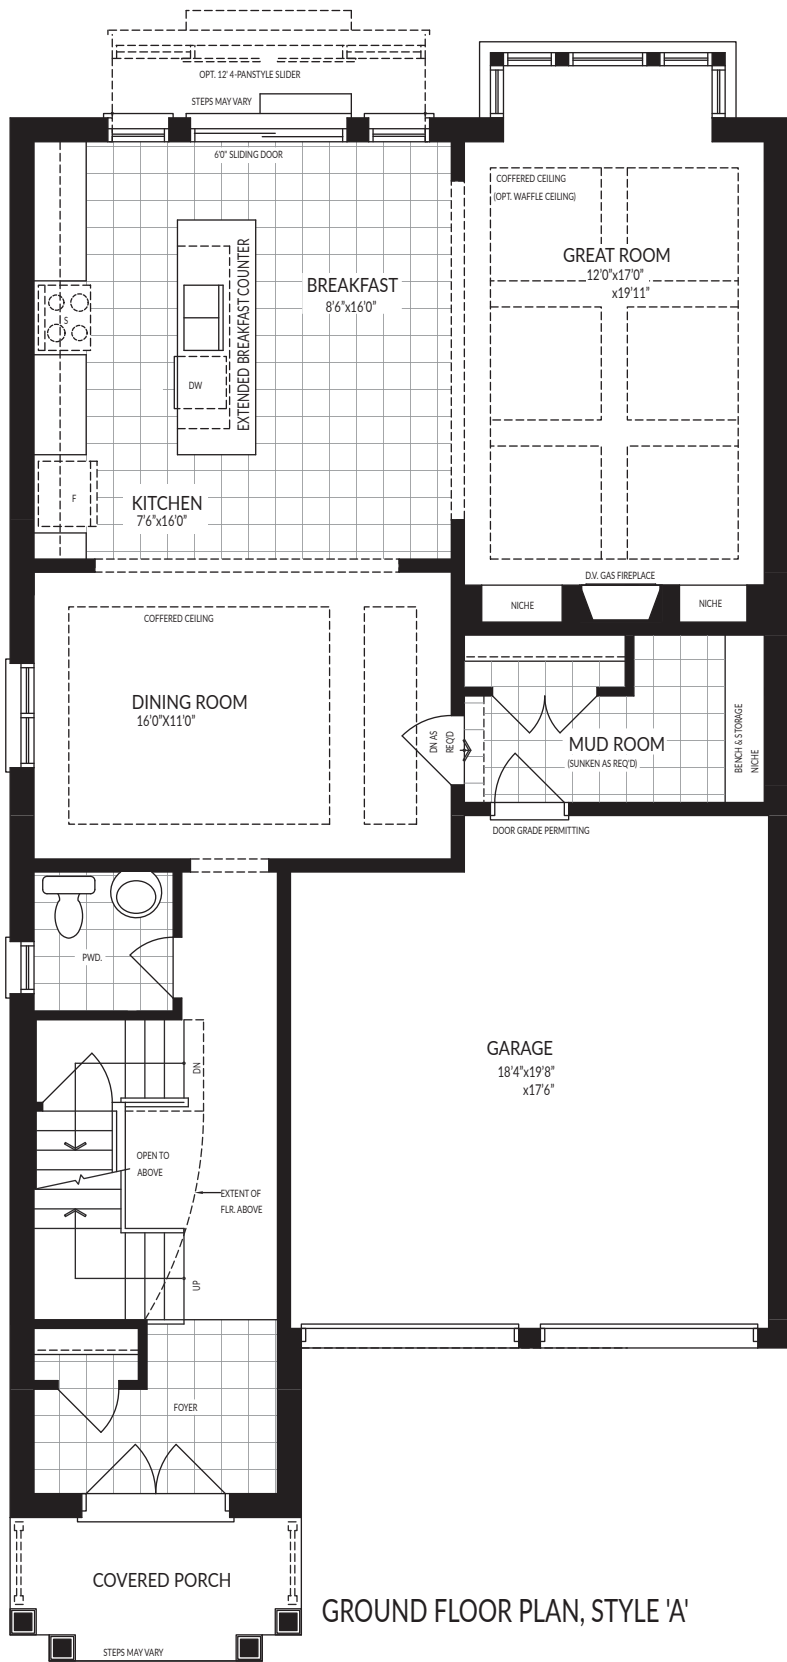 OPT. 12' 4-PANSTYLE SLIDER
STEPS MAY VARY
6'0" SLIDING DOOR
COFFERED CEILING
(OPT. WAFFLE CEILING)
GREAT ROOM
12'0"x17'0"
x19'11"
BREAKFAST
8'6"x16'0"
EXTENDED BREAKFAST COUNTER
S
DW
F
KITCHEN
7'6"x16'0"
D.V. GAS FIREPLACE
NICHE
NICHE
COFFERED CEILING
DINING ROOM
16'0"X11'0"
DN AS
REQ'D
MUD ROOM
(SUNKEN AS REQ'D)
BENCH & STORAGE
NICHE
DOOR GRADE PERMITTING
PWD.
GARAGE
18'4"x19'8"
x17'6"
DN
OPEN TO
ABOVE
EXTENT OF
FLR. ABOVE
UP
FOYER
COVERED PORCH
STEPS MAY VARY
GROUND FLOOR PLAN, STYLE 'A'